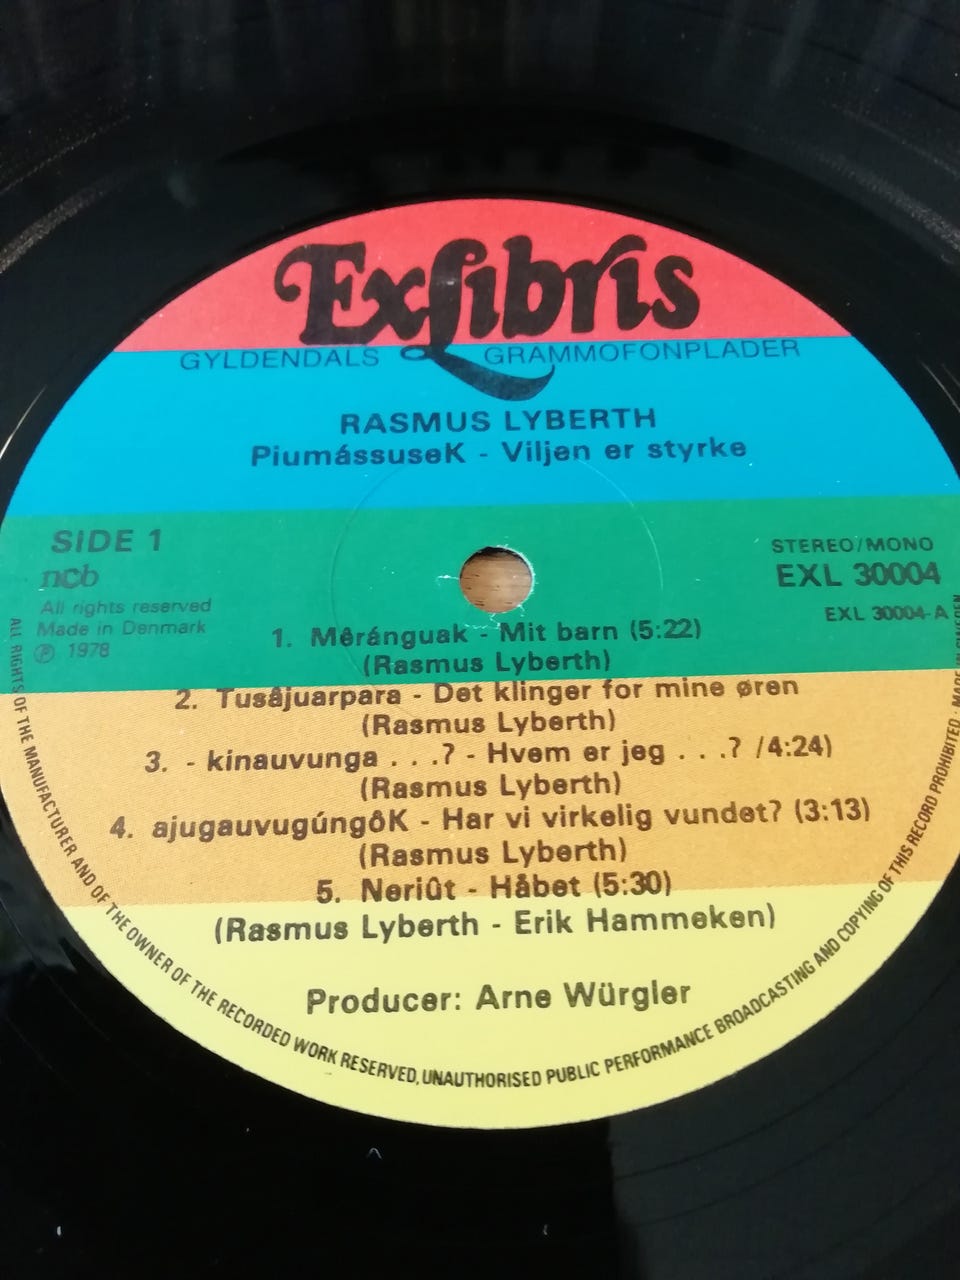 ExLibris
GYLDENDALS GRAMMOFONPLADER
RASMUS LYBERTH
PiumássuseK - Viljen er styrke
SIDE 1
ncb
All rights reserved
Made in Denmark
Ⓟ 1978
STEREO/MONO
EXL 30004
EXL 30004-A
1. Mêránguak - Mit barn (5:22)
(Rasmus Lyberth)
2. Tusâjuarpara - Det klinger for mine øren
(Rasmus Lyberth)
3. - kinauvunga . . .? - Hvem er jeg . . .? /4:24)
(Rasmus Lyberth)
4. ajugauvugúngôK - Har vi virkelig vundet? (3:13)
(Rasmus Lyberth)
5. Neriût - Håbet (5:30)
(Rasmus Lyberth - Erik Hammeken)
Producer: Arne Würgler
ALL RIGHTS OF THE MANUFACTURER AND OF THE OWNER OF THE RECORDED WORK RESERVED, UNAUTHORISED PUBLIC PERFORMANCE BROADCASTING AND COPYING OF THIS RECORD PROHIBITED · MADE IN SWEDEN